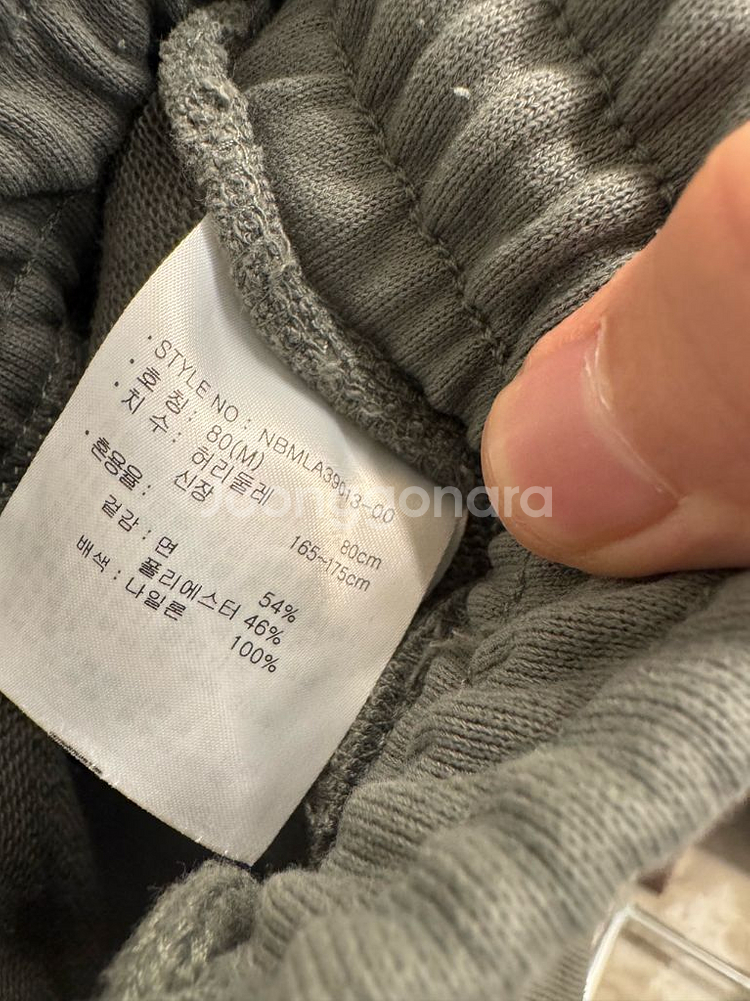 · STYLE NO : NBMLA39013-00
· 호 칭 : 80(M)
· 치 수 : 허리둘레 80cm
신장 165~175cm
· 혼용율 :
겉감 : 면 54%
폴리에스터 46%
배색 : 나일론 100%
Joongaonara